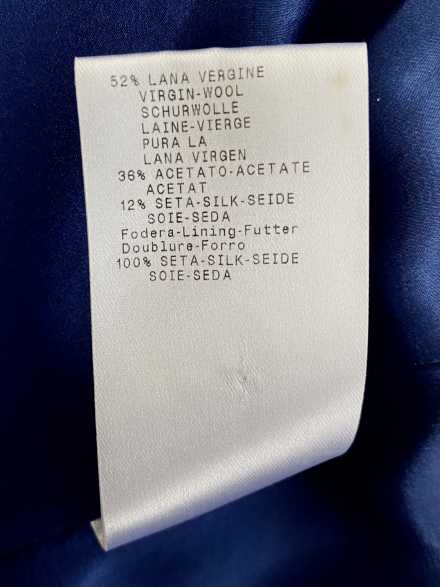 52% LANA VERGINE
VIRGIN-WOOL
SCHURWOLLE
LAINE-VIERGE
PURA LA
LANA VIRGEN
36% ACETATO-ACETATE
ACETAT
12% SETA-SILK-SEIDE
SOIE-SEDA
Fodera-Lining-Futter
Doublure-Forro
100% SETA-SILK-SEIDE
SOIE-SEDA